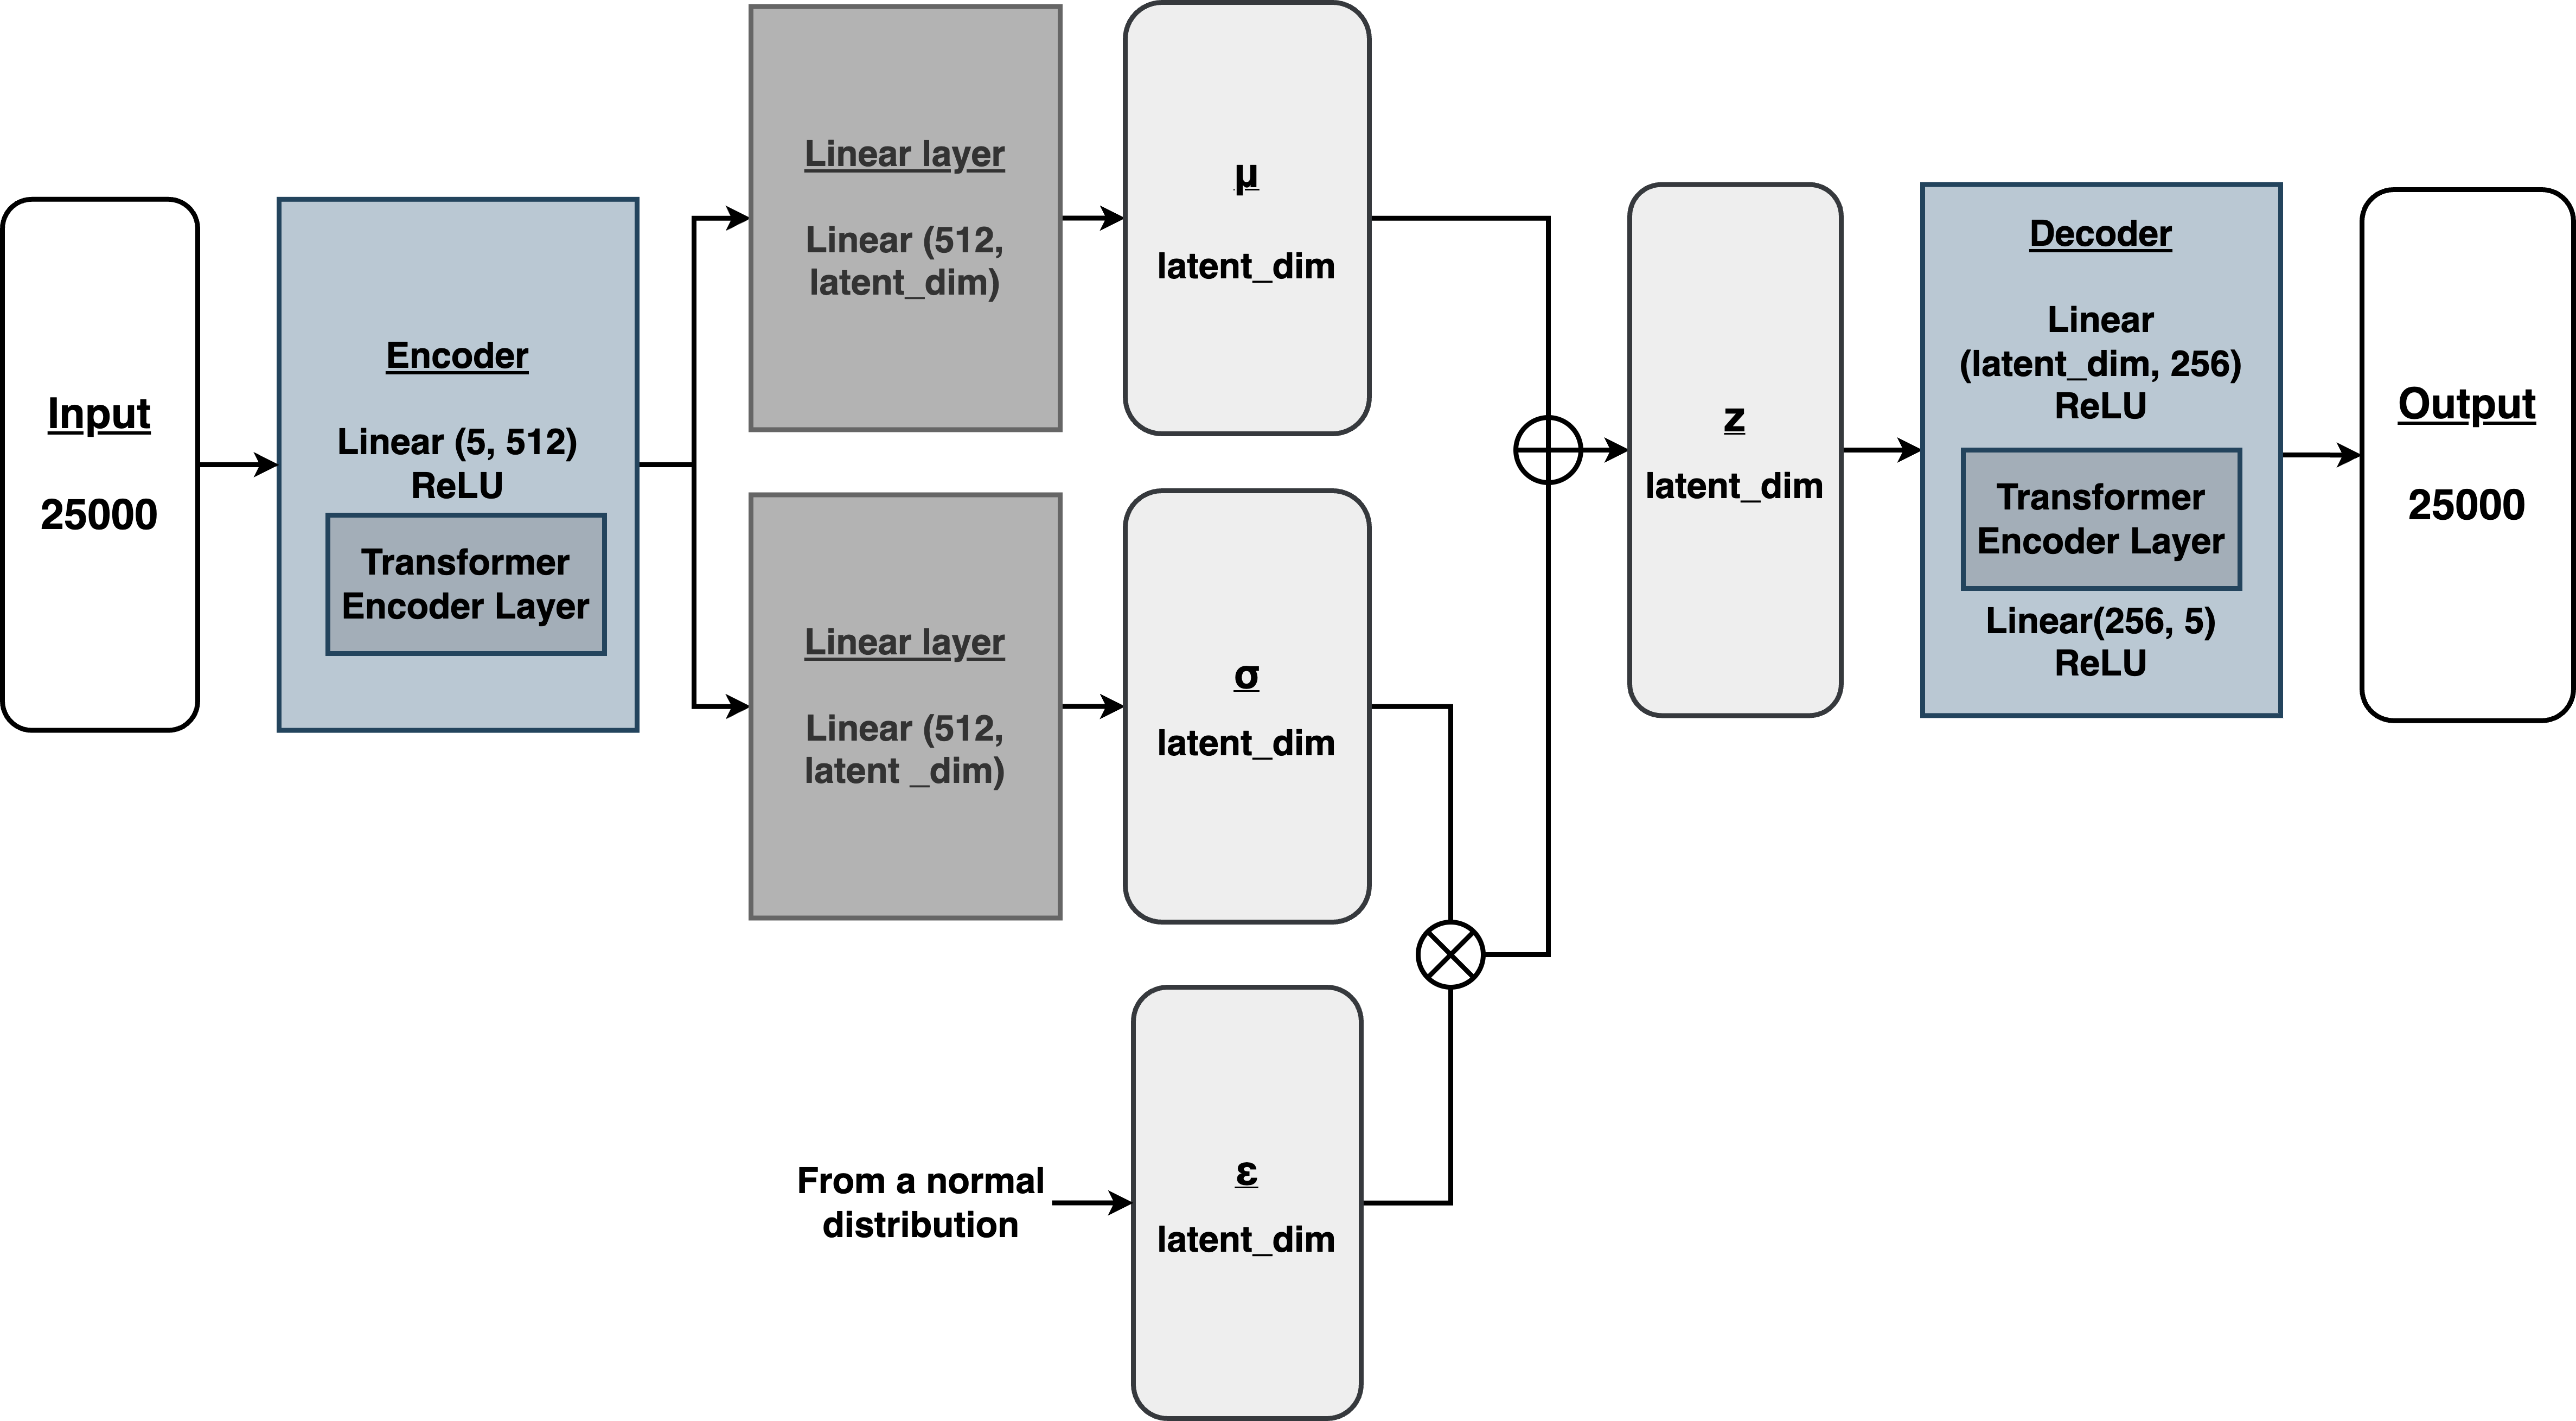 Input
25000
Encoder
Linear (5, 512)
ReLU
Transformer
Encoder Layer
Linear layer
Linear (512,
latent_dim)
μ
latent_dim
Linear layer
Linear (512,
latent _dim)
σ
latent_dim
From a normal
distribution
ε
latent_dim
z
latent_dim
Decoder
Linear
(latent_dim, 256)
ReLU
Transformer
Encoder Layer
Linear(256, 5)
ReLU
Output
25000